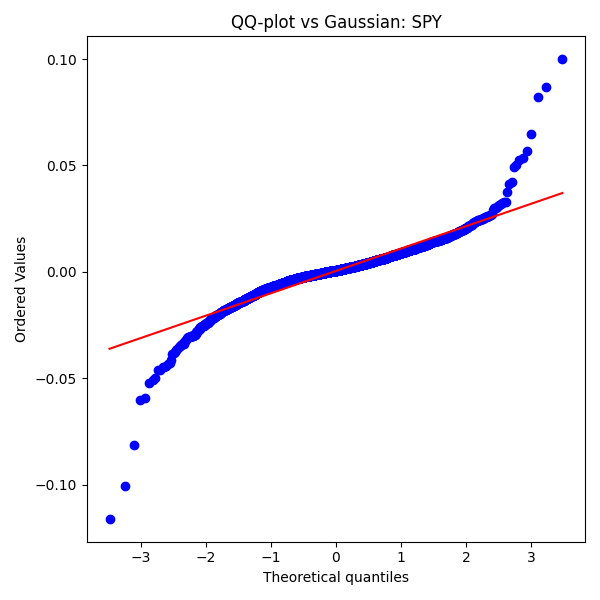 QQ-plot vs Gaussian: SPY
0.10
0.05
0.00
−0.05
−0.10
Ordered Values
−3 −2 −1 0 1 2 3
Theoretical quantiles